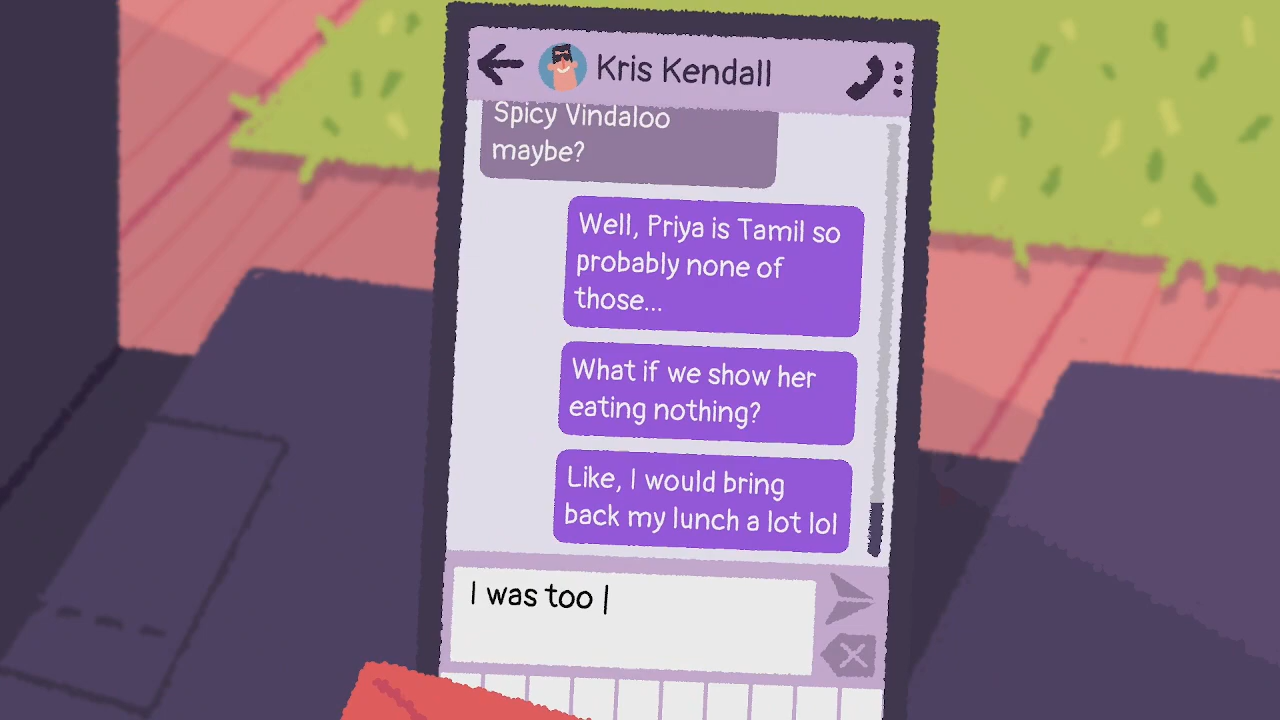 Kris Kendall
Spicy Vindaloo
maybe?
Well, Priya is Tamil so
probably none of
those...
What if we show her
eating nothing?
Like, I would bring
back my lunch a lot lol
I was too